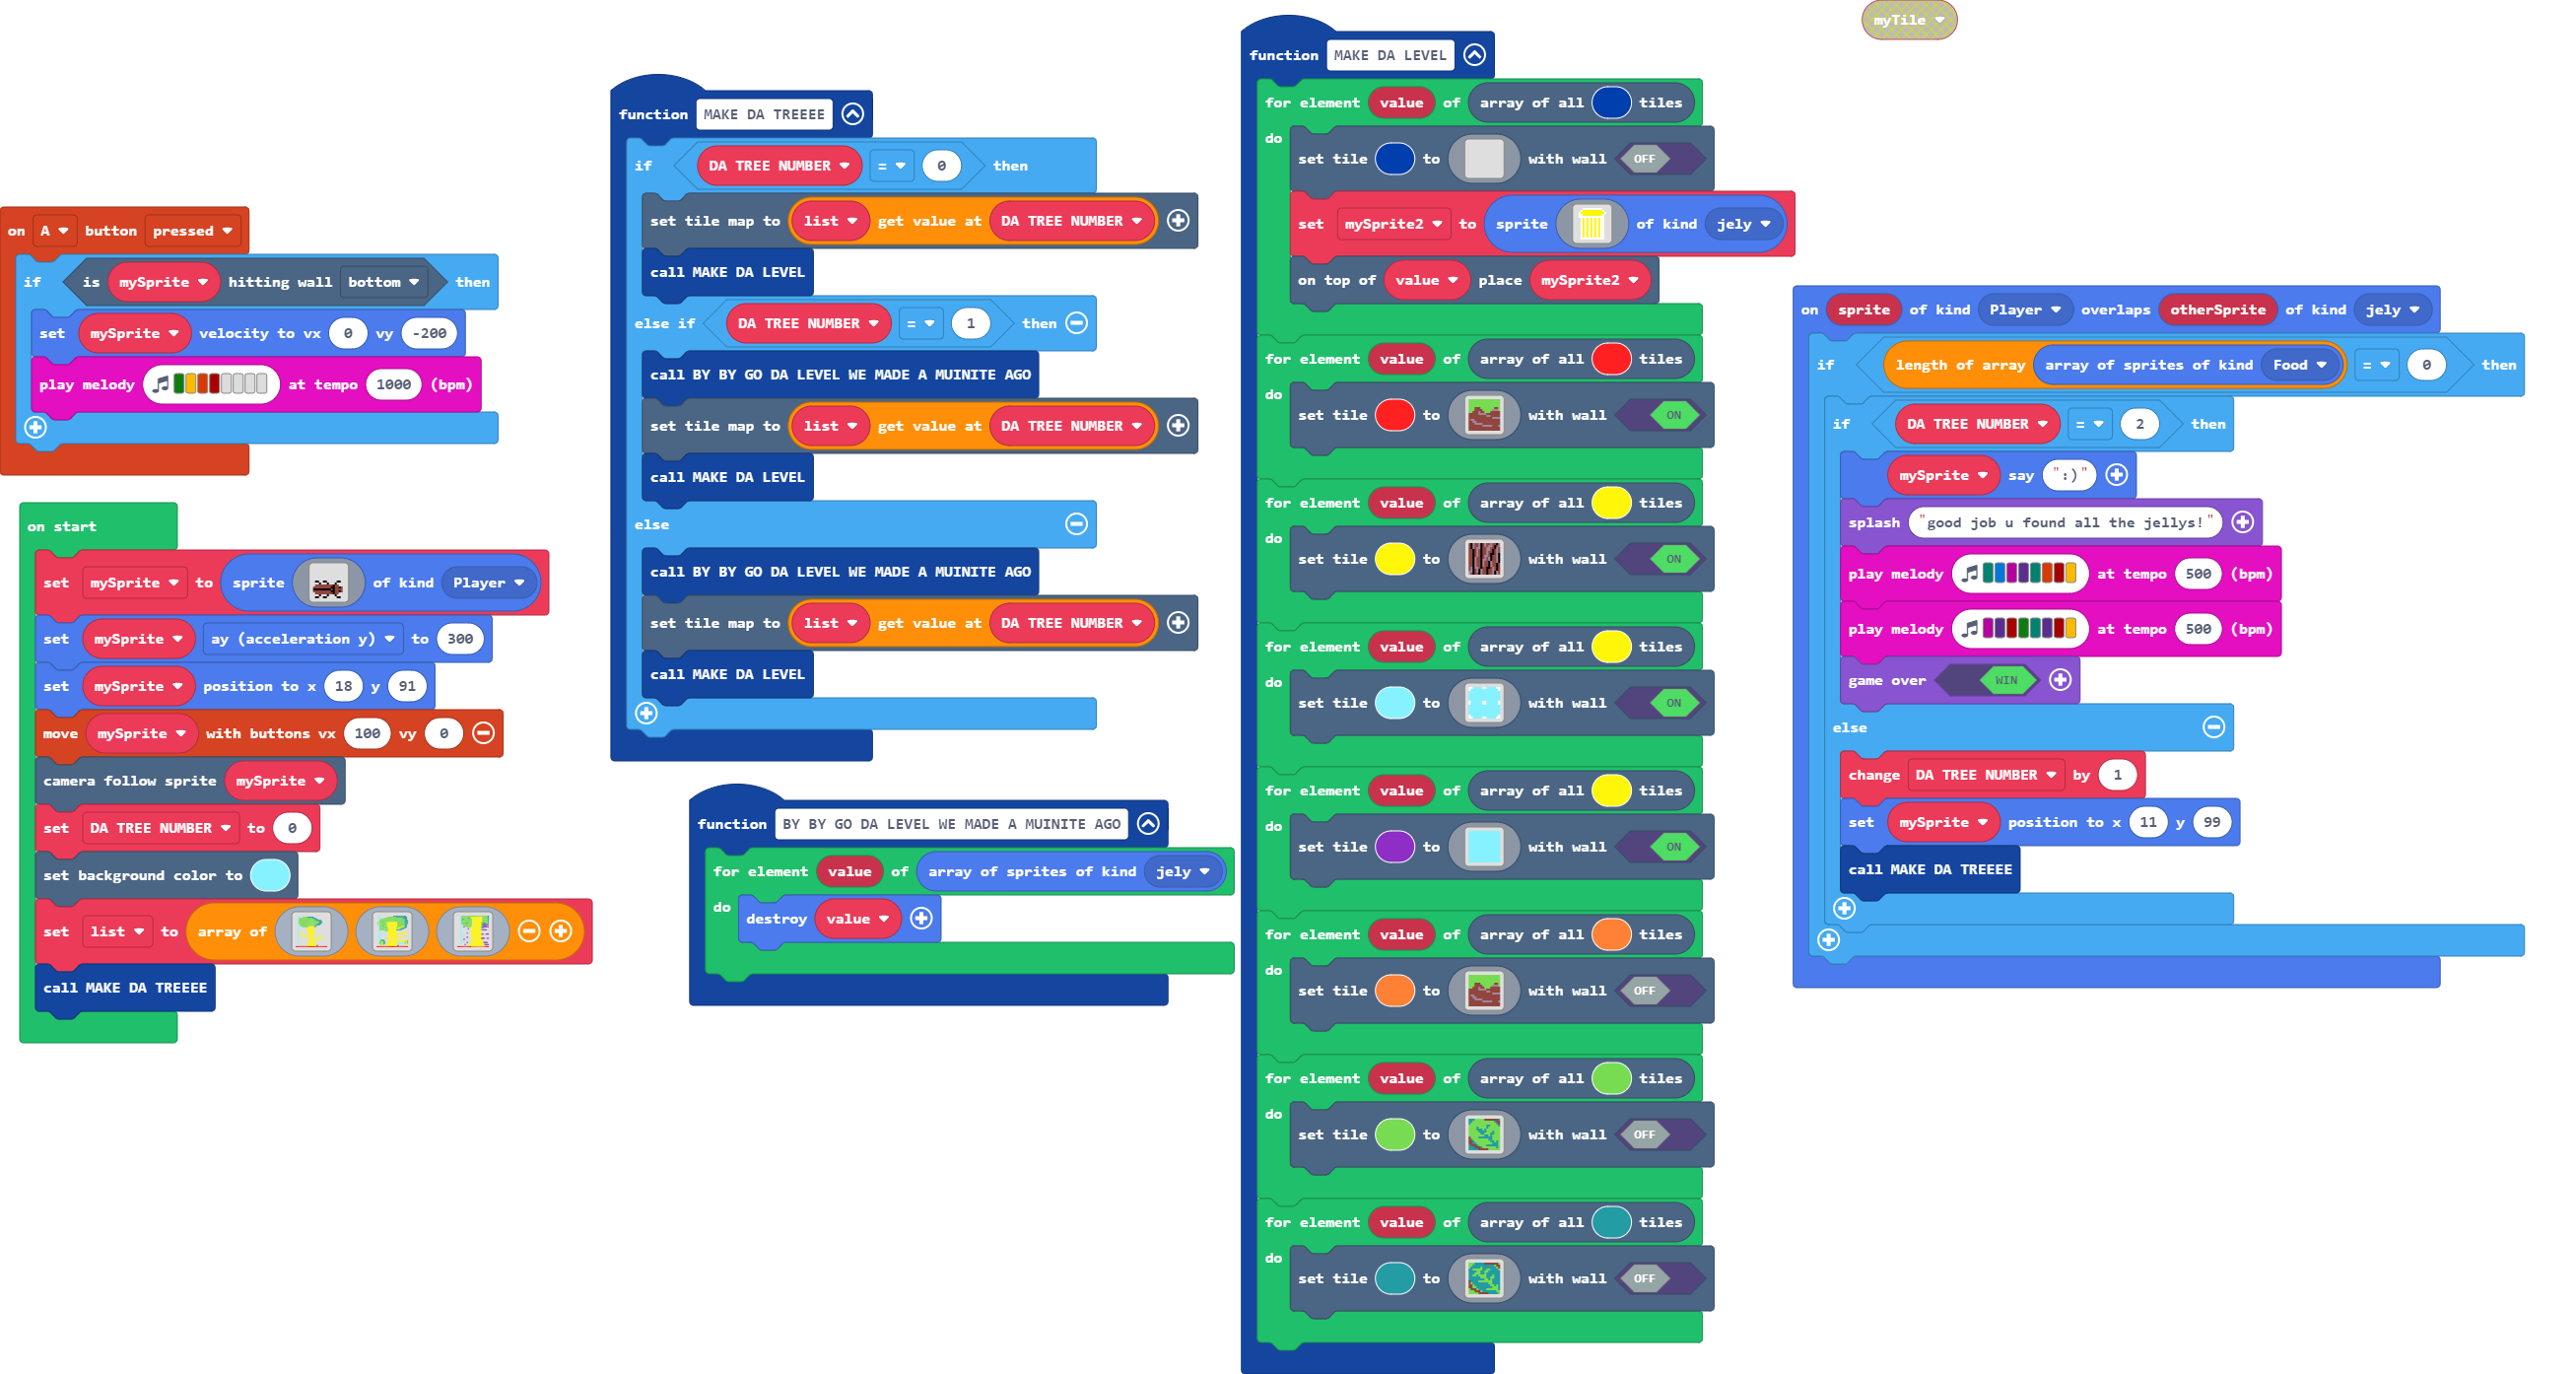 on A button pressed
if is mySprite hitting wall bottom then
set mySprite velocity to vx 0 vy -200
play melody at tempo 1000 (bpm)
on start
set mySprite to sprite of kind Player
set mySprite ay (acceleration y) to 300
set mySprite position to x 18 y 91
move mySprite with buttons vx 100 vy 0
camera follow sprite mySprite
set DA TREE NUMBER to 0
set background color to
set list to array of
call MAKE DA TREEEE
function MAKE DA TREEEE
if DA TREE NUMBER = 0 then
set tile map to list get value at DA TREE NUMBER
call MAKE DA LEVEL
else if DA TREE NUMBER = 1 then
call BY BY GO DA LEVEL WE MADE A MUINITE AGO
set tile map to list get value at DA TREE NUMBER
call MAKE DA LEVEL
else
call BY BY GO DA LEVEL WE MADE A MUINITE AGO
set tile map to list get value at DA TREE NUMBER
call MAKE DA LEVEL
function BY BY GO DA LEVEL WE MADE A MUINITE AGO
for element value of array of sprites of kind jely
do
destroy value
function MAKE DA LEVEL
for element value of array of all tiles
do
set tile to with wall OFF
set mySprite2 to sprite of kind jely
on top of value place mySprite2
for element value of array of all tiles
do
set tile to with wall ON
for element value of array of all tiles
do
set tile to with wall ON
for element value of array of all tiles
do
set tile to with wall ON
for element value of array of all tiles
do
set tile to with wall ON
for element value of array of all tiles
do
set tile to with wall OFF
for element value of array of all tiles
do
set tile to with wall OFF
for element value of array of all tiles
do
set tile to with wall OFF
myTile
on sprite of kind Player overlaps otherSprite of kind jely
if length of array array of sprites of kind Food = 0 then
if DA TREE NUMBER = 2 then
mySprite say ":)"
splash "good job u found all the jellys!"
play melody at tempo 500 (bpm)
play melody at tempo 500 (bpm)
game over WIN
else
change DA TREE NUMBER by 1
set mySprite position to x 11 y 99
call MAKE DA TREEEE